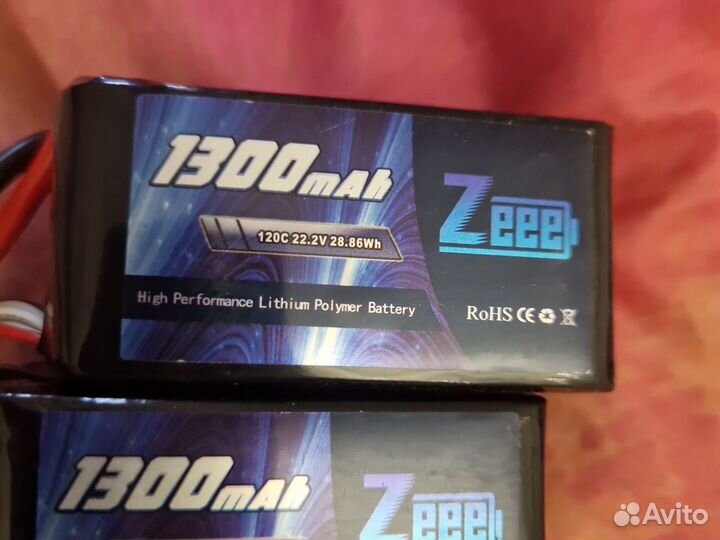 1300mAh
120C 22.2V 28.86Wh
High Performance Lithium Polymer Battery
Zeee
RoHS CE
1300mAh
Zeee
Avito